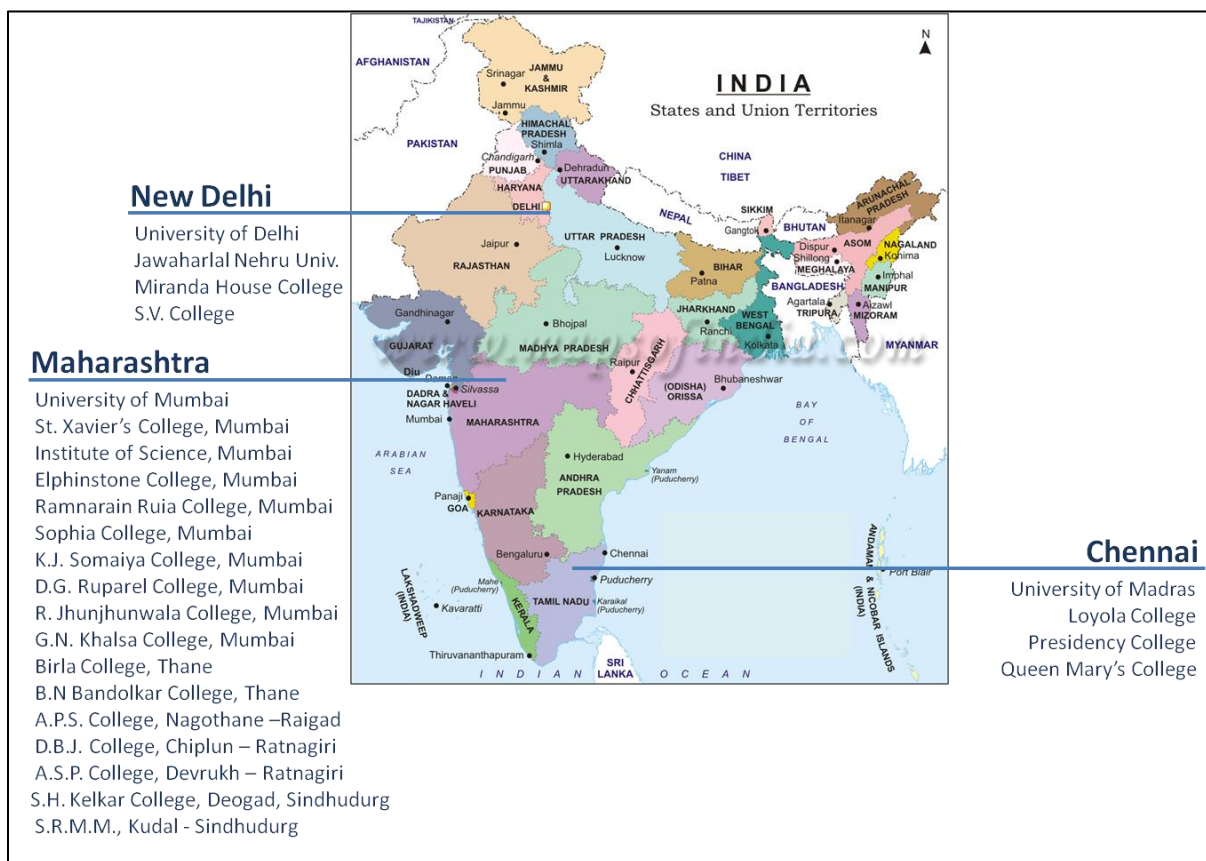 TAJIKISTAN
AFGHANISTAN
JAMMU
&
KASHMIR
Srinagar
Jammu
N
INDIA
States and Union Territories
HIMACHAL
PRADESH
Shimla
PAKISTAN
Chandigarh
PUNJAB
Dehradun
UTTARAKHAND
CHINA
TIBET
HARYANA
DELHI
New Delhi
University of Delhi
Jawaharlal Nehru Univ.
Miranda House College
S.V. College
Jaipur
RAJASTHAN
UTTAR PRADESH
Lucknow
NEPAL
SIKKIM
Gangtok
BHUTAN
ARUNACHAL
PRADESH
Itanagar
ASOM
Dispur
Shillong
MEGHALAYA
NAGALAND
Kohima
Imphal
MANIPUR
BIHAR
Patna
BANGLADESH
Agartala
TRIPURA
Aizawl
MIZORAM
MYANMAR
Gandhinagar
GUJARAT
Bhopal
MADHYA PRADESH
JHARKHAND
Ranchi
WEST
BENGAL
Kolkata
www.mapsofindia.com
Raipur
CHHATTISGARH
(ODISHA)
ORISSA
Bhubaneshwar
Diu
Daman
Silvassa
DADRA &
NAGAR HAVELI
Mumbai
MAHARASHTRA
Maharashtra
University of Mumbai
St. Xavier’s College, Mumbai
Institute of Science, Mumbai
Elphinstone College, Mumbai
Ramnarain Ruia College, Mumbai
Sophia College, Mumbai
K.J. Somaiya College, Mumbai
D.G. Ruparel College, Mumbai
R. Jhunjhunwala College, Mumbai
G.N. Khalsa College, Mumbai
Birla College, Thane
B.N Bandolkar College, Thane
A.P.S. College, Nagothane –Raigad
D.B.J. College, Chiplun – Ratnagiri
A.S.P. College, Devrukh – Ratnagiri
S.H. Kelkar College, Deogad, Sindhudurg
S.R.M.M., Kudal - Sindhudurg
ARABIAN
SEA
BAY
OF
BENGAL
Hyderabad
ANDHRA
PRADESH
Yanam
(Puducherry)
Panaji
GOA
KARNATAKA
Bengaluru
Chennai
Puducherry
Mahe
(Puducherry)
Karaikal
(Puducherry)
TAMIL NADU
KERALA
LAKSHADWEEP
(INDIA)
Kavaratti
Thiruvananthapuram
SRI
LANKA
INDIAN OCEAN
ANDAMAN & NICOBAR ISLANDS
(INDIA)
Port Blair
Chennai
University of Madras
Loyola College
Presidency College
Queen Mary’s College